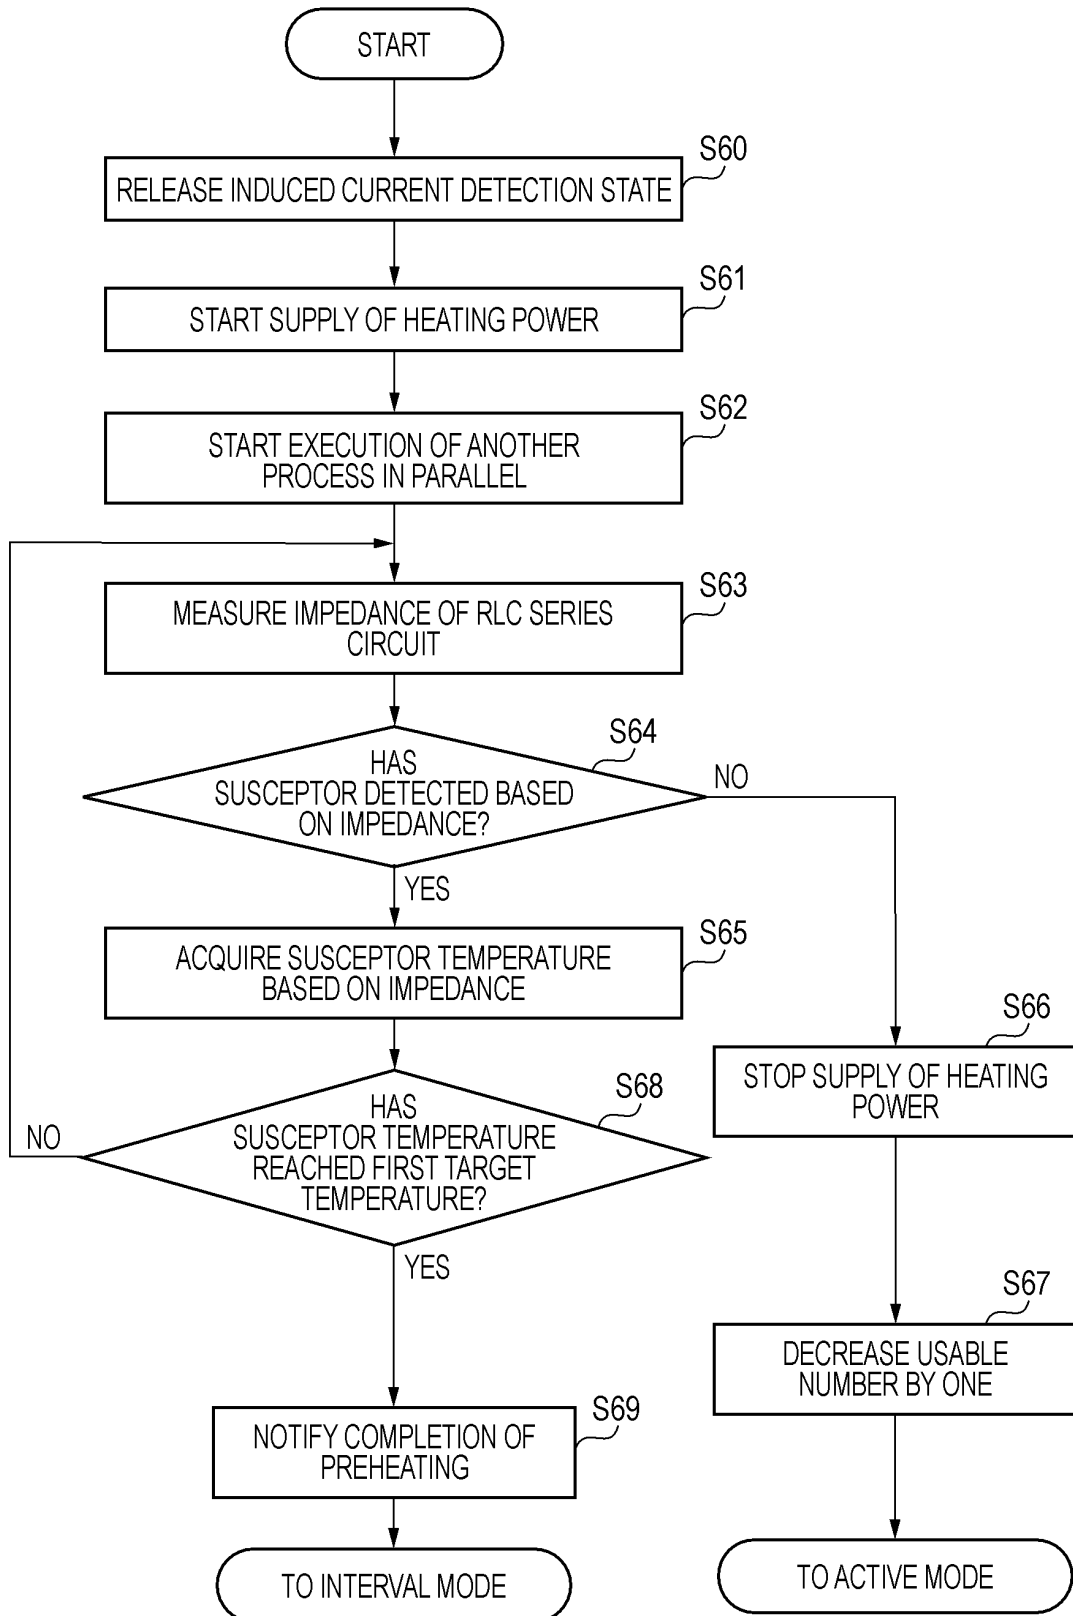 START
S60
RELEASE INDUCED CURRENT DETECTION STATE
S61
START SUPPLY OF HEATING POWER
S62
START EXECUTION OF ANOTHER
PROCESS IN PARALLEL
S63
MEASURE IMPEDANCE OF RLC SERIES
CIRCUIT
S64
HAS
SUSCEPTOR DETECTED BASED
ON IMPEDANCE?
NO
YES
S65
ACQUIRE SUSCEPTOR TEMPERATURE
BASED ON IMPEDANCE
S66
STOP SUPPLY OF HEATING
POWER
S68
HAS
SUSCEPTOR TEMPERATURE
REACHED FIRST TARGET
TEMPERATURE?
NO
YES
S67
DECREASE USABLE
NUMBER BY ONE
S69
NOTIFY COMPLETION OF
PREHEATING
TO INTERVAL MODE
TO ACTIVE MODE